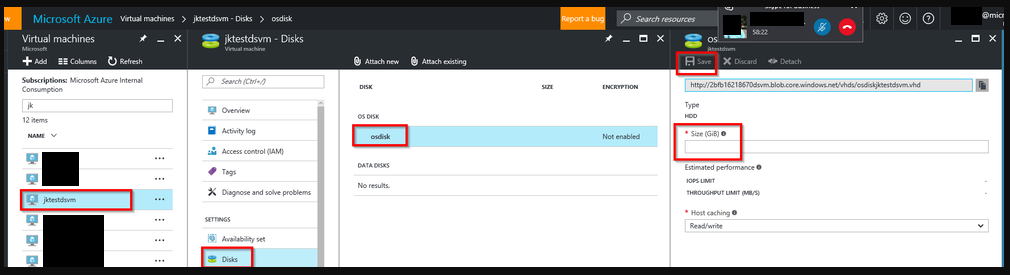 Microsoft Azure Virtual machines > jktestdsvm - Disks > osdisk
Report a bug
Search resources
58:22
@micr
Virtual machines
Microsoft
Add Columns Refresh
Subscriptions: Microsoft Azure Internal
Consumption
jk
12 items
NAME
...
jktestdsvm ...
...
...
jktestdsvm - Disks
Virtual machine
Search (Ctrl+/)
Overview
Activity log
Access control (IAM)
Tags
Diagnose and solve problems
SETTINGS
Availability set
Disks
Attach new Attach existing
DISK SIZE ENCRYPTION
OS DISK
osdisk Not enabled
DATA DISKS
No results.
os
jktestdsvm
Save Discard Detach
http://2bfb16218670dsvm.blob.core.windows.net/vhds/osdiskjktestdsvm.vhd
Type
HDD
* Size (GiB)
Estimated performance
IOPS LIMIT -
THROUGHPUT LIMIT (MB/S) -
* Host caching
Read/write